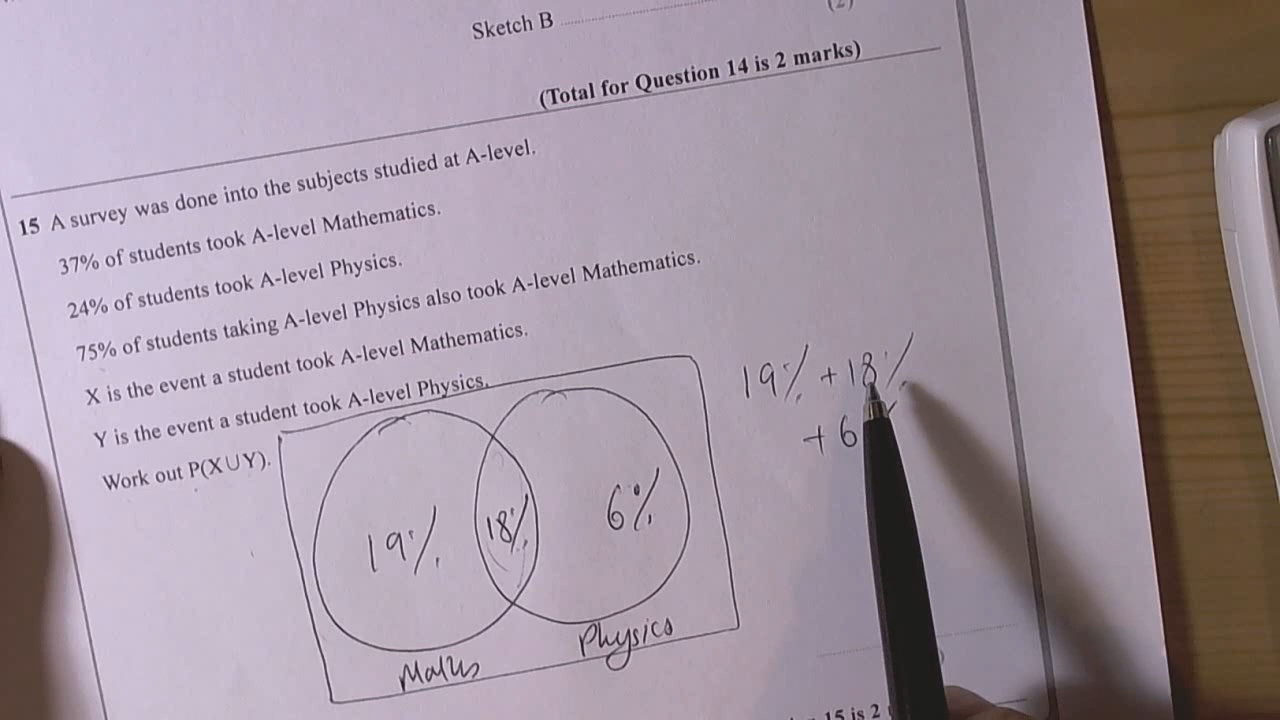 Sketch B
(Total for Question 14 is 2 marks)
15 A survey was done into the subjects studied at A-level.
37% of students took A-level Mathematics.
24% of students took A-level Physics.
75% of students taking A-level Physics also took A-level Mathematics.
X is the event a student took A-level Mathematics.
Y is the event a student took A-level Physics.
Work out P(X∪Y).
19% + 18%
+ 6
19%
18%
6%
Maths
Physics
15 is 2